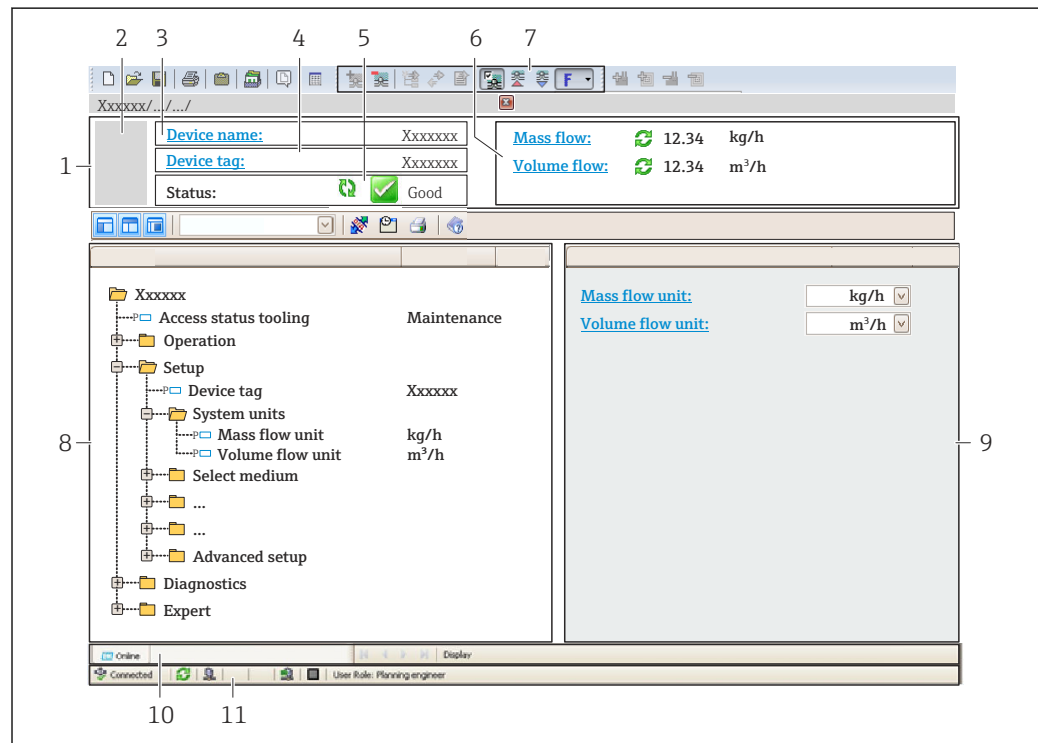 2 3 4 5 6 7
F
Xxxxxx/.../.../
Device name: Xxxxxxx
Mass flow: 12.34 kg/h
1
Device tag: Xxxxxxx
Volume flow: 12.34 m³/h
Status: Good
Xxxxxx
Mass flow unit: kg/h
Access status tooling Maintenance
Volume flow unit: m³/h
Operation
Setup
Device tag Xxxxxx
System units
8
Mass flow unit kg/h
9
Volume flow unit m³/h
Select medium
...
...
Advanced setup
Diagnostics
Expert
Online Display
Connected User Role: Planning engineer
10 11